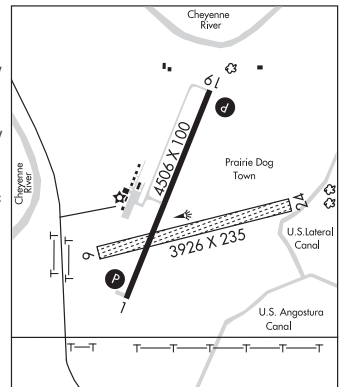 Cheyenne
River
19
P
4506 X 100
Prairie Dog
Town
Cheyenne
River
24
3926 X 235
U.S.Lateral
Canal
6
P
1
U.S. Angostura
Canal